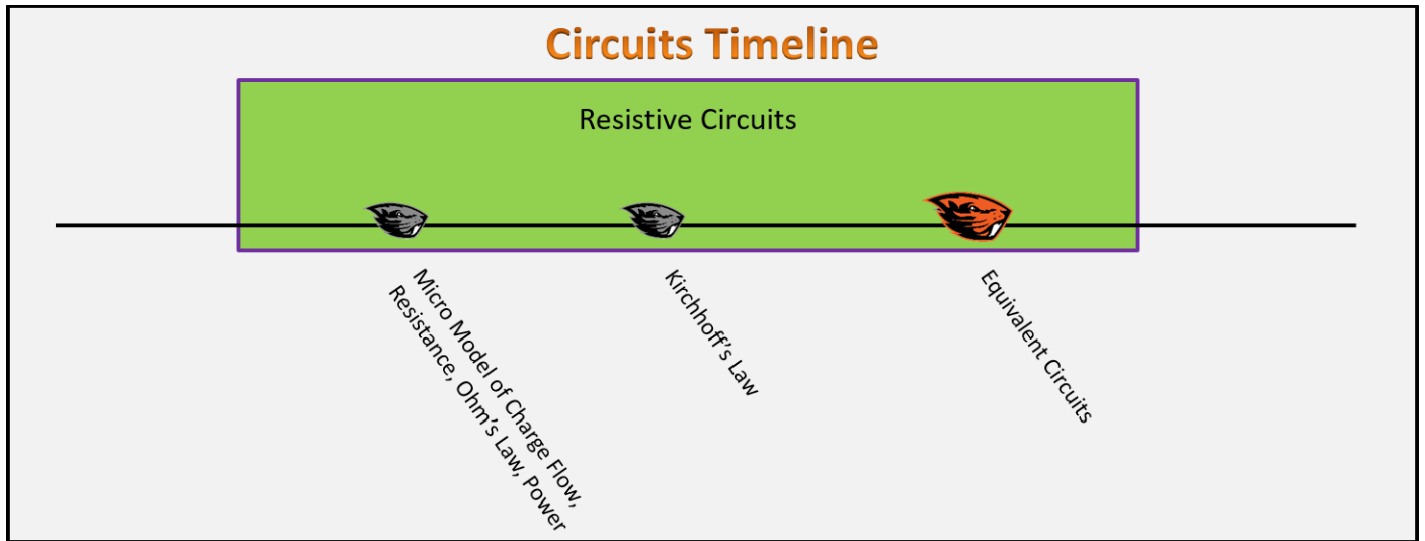 Circuits Timeline
Resistive Circuits
Micro Model of Charge Flow,
Resistance, Ohm's Law, Power
Kirchhoff's Law
Equivalent Circuits